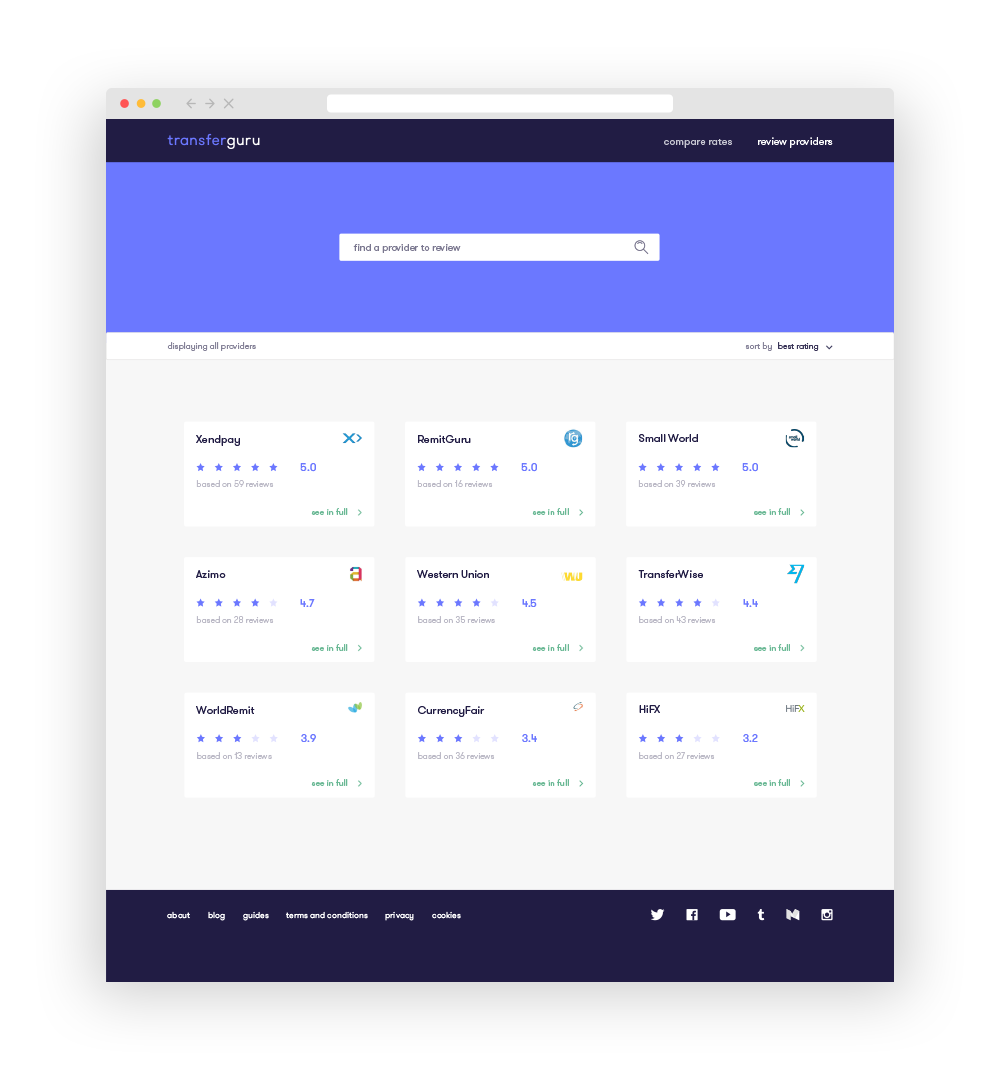 transferguru
compare rates review providers
find a provider to review
displaying all providers
sort by best rating
Xendpay
5.0
based on 59 reviews
see in full
RemitGuru
rg
5.0
based on 16 reviews
see in full
Small World
5.0
based on 39 reviews
see in full
Azimo
a
4.7
based on 28 reviews
see in full
Western Union
WU
4.5
based on 35 reviews
see in full
TransferWise
4.4
based on 43 reviews
see in full
WorldRemit
3.9
based on 13 reviews
see in full
CurrencyFair
3.4
based on 36 reviews
see in full
HiFX
HiFX
3.2
based on 27 reviews
see in full
about blog guides terms and conditions privacy cookies